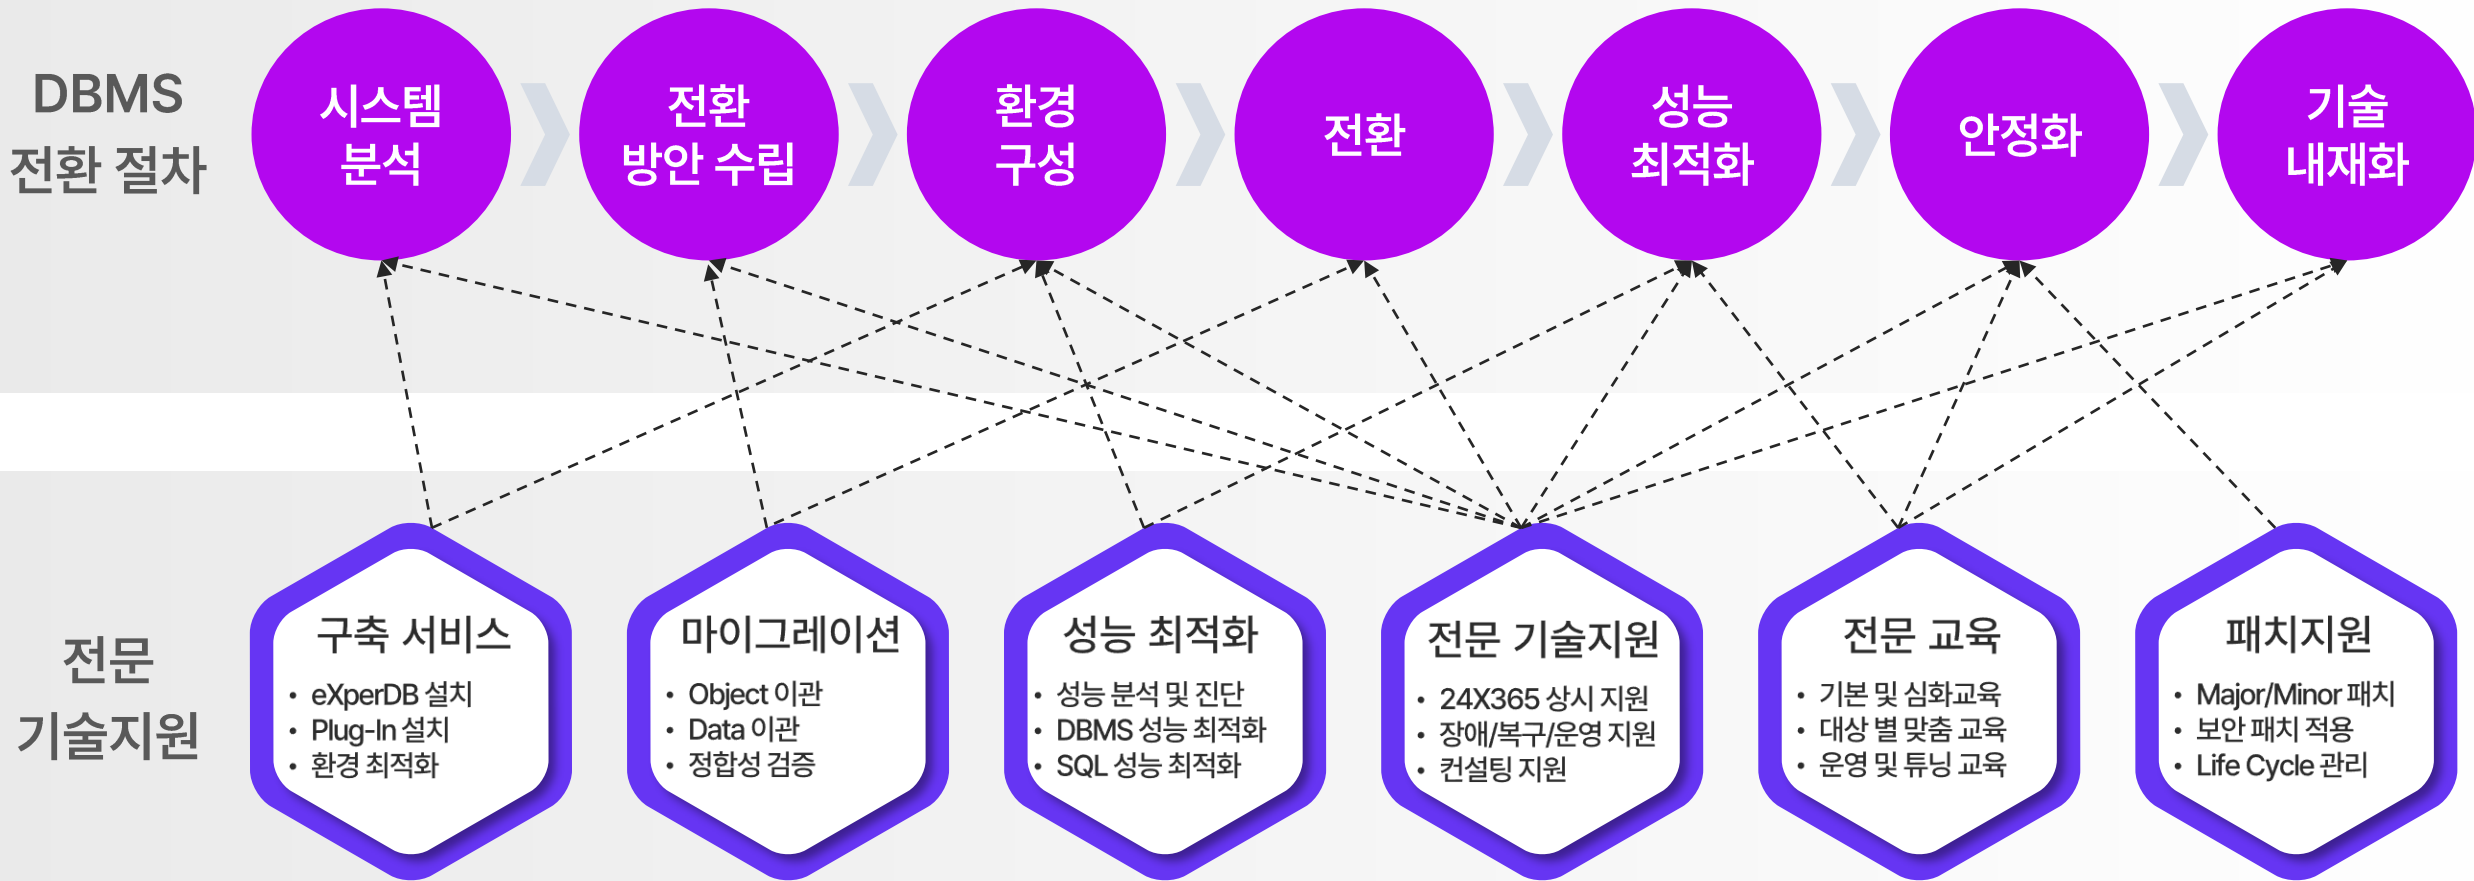 DBMS
전환 절차
시스템
분석
전환
방안 수립
환경
구성
전환
성능
최적화
안정화
기술
내재화
전문
기술지원
구축 서비스
• eXperDB 설치
• Plug-In 설치
• 환경 최적화
마이그레이션
• Object 이관
• Data 이관
• 정합성 검증
성능 최적화
• 성능 분석 및 진단
• DBMS 성능 최적화
• SQL 성능 최적화
전문 기술지원
• 24X365 상시 지원
• 장애/복구/운영 지원
• 컨설팅 지원
전문 교육
• 기본 및 심화교육
• 대상 별 맞춤 교육
• 운영 및 튜닝 교육
패치지원
• Major/Minor 패치
• 보안 패치 적용
• Life Cycle 관리